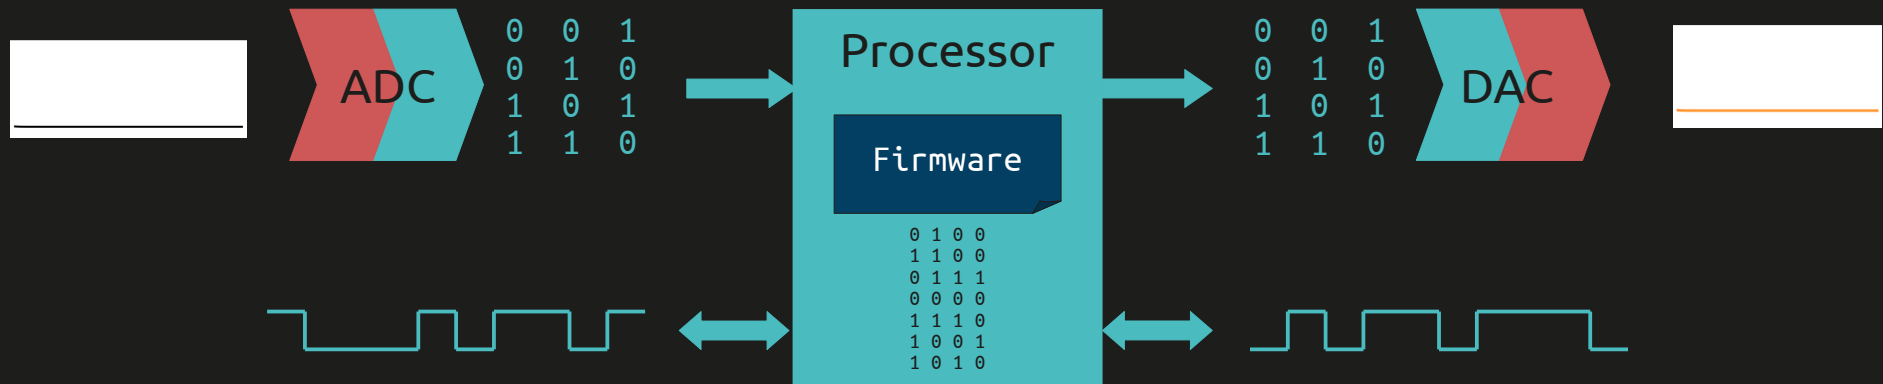 ADC
0 0 1
0 1 0
1 0 1
1 1 0
Processor
Firmware
0 1 0 0
1 1 0 0
0 1 1 1
0 0 0 0
1 1 1 0
1 0 0 1
1 0 1 0
0 0 1
0 1 0
1 0 1
1 1 0
DAC